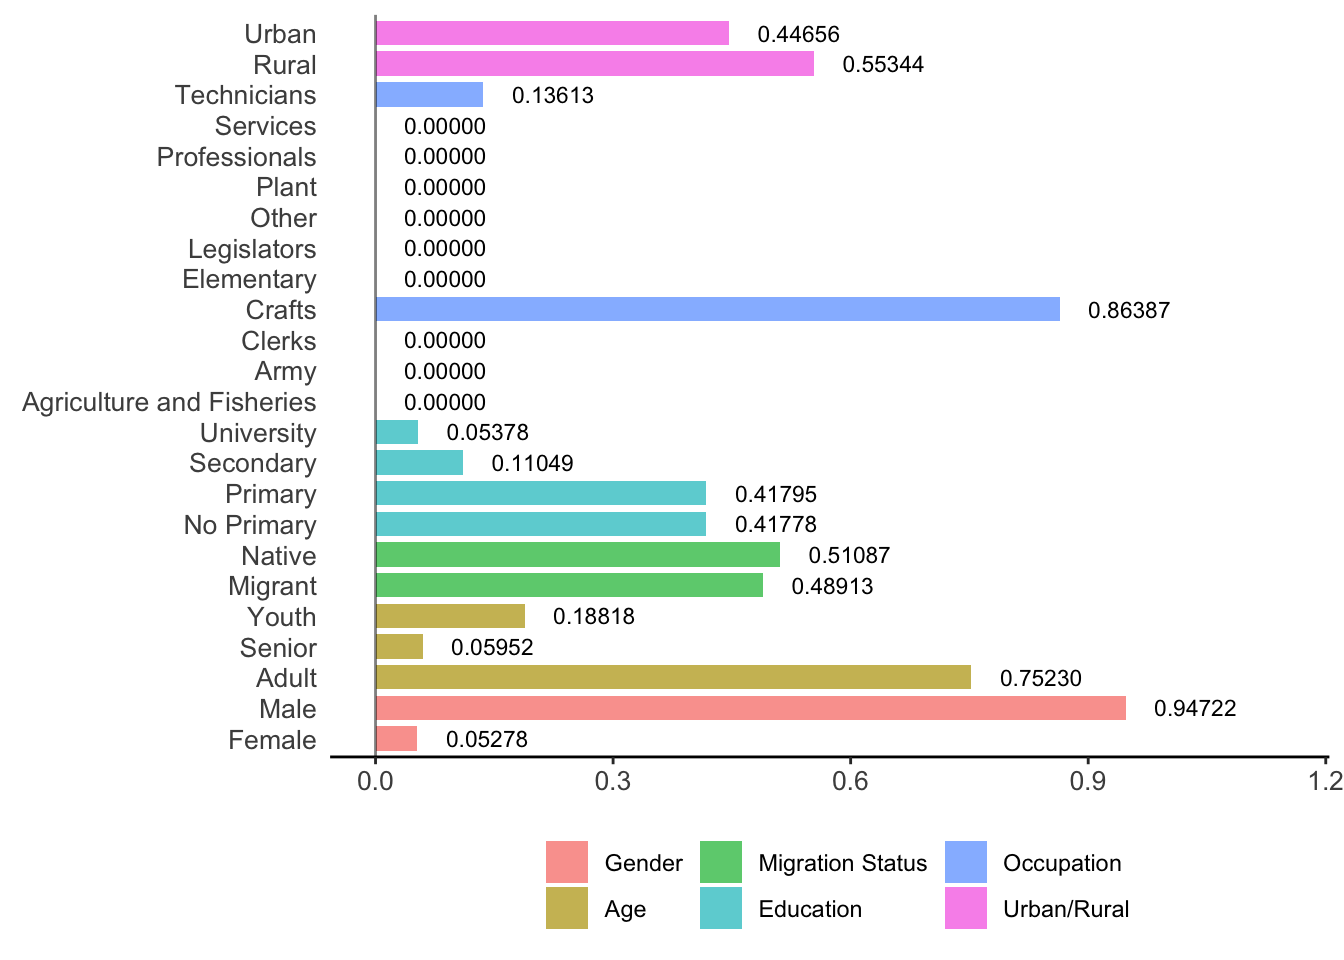 Urban 0.44656
Rural 0.55344
Technicians 0.13613
Services 0.00000
Professionals 0.00000
Plant 0.00000
Other 0.00000
Legislators 0.00000
Elementary 0.00000
Crafts 0.86387
Clerks 0.00000
Army 0.00000
Agriculture and Fisheries 0.00000
University 0.05378
Secondary 0.11049
Primary 0.41795
No Primary 0.41778
Native 0.51087
Migrant 0.48913
Youth 0.18818
Senior 0.05952
Adult 0.75230
Male 0.94722
Female 0.05278
0.0 0.3 0.6 0.9 1.2
Gender Migration Status Occupation
Age Education Urban/Rural